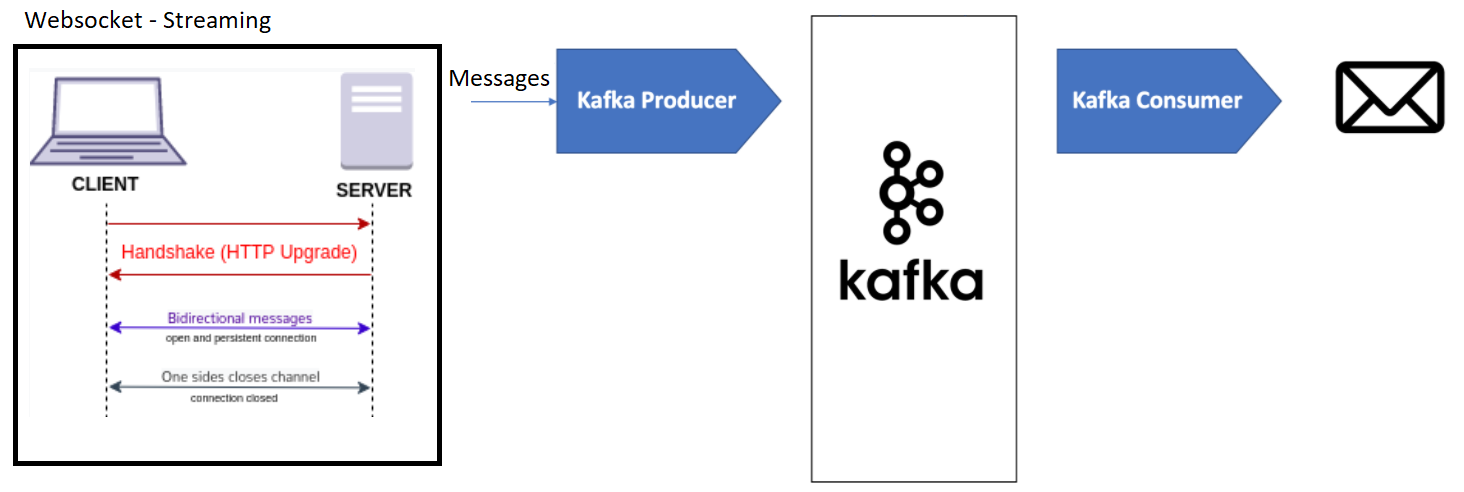 Websocket - Streaming
CLIENT
SERVER
Handshake (HTTP Upgrade)
Bidirectional messages
open and persistent connection
One sides closes channel
connection closed
Messages
Kafka Producer
kafka
Kafka Consumer